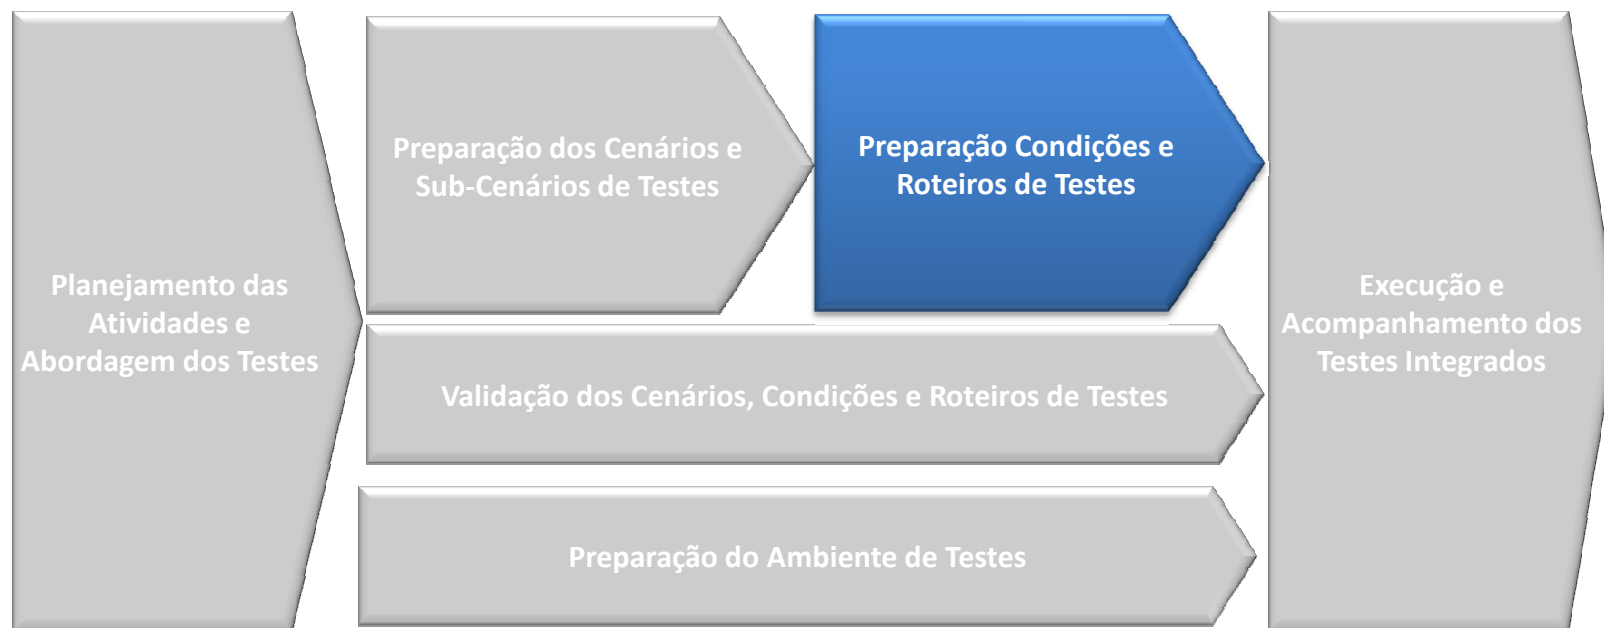 Planejamento das
Atividades e
Abordagem dos Testes
Preparação dos Cenários e
Sub-Cenários de Testes
Preparação Condições e
Roteiros de Testes
Validação dos Cenários, Condições e Roteiros de Testes
Preparação do Ambiente de Testes
Execução e
Acompanhamento dos
Testes Integrados